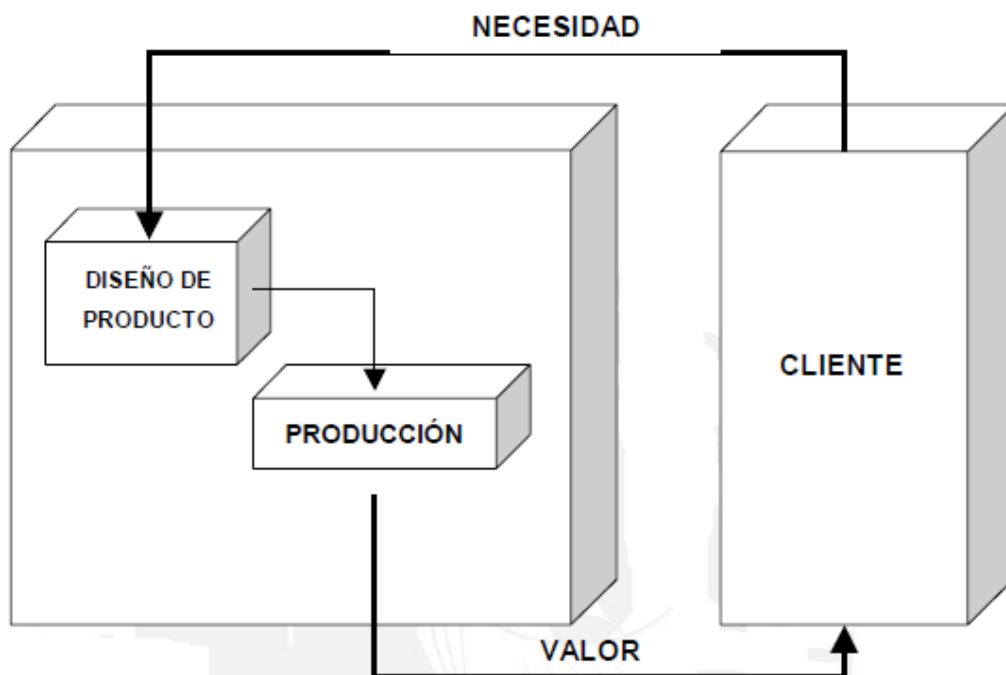 NECESIDAD
DISEÑO DE
PRODUCTO
PRODUCCIÓN
CLIENTE
VALOR